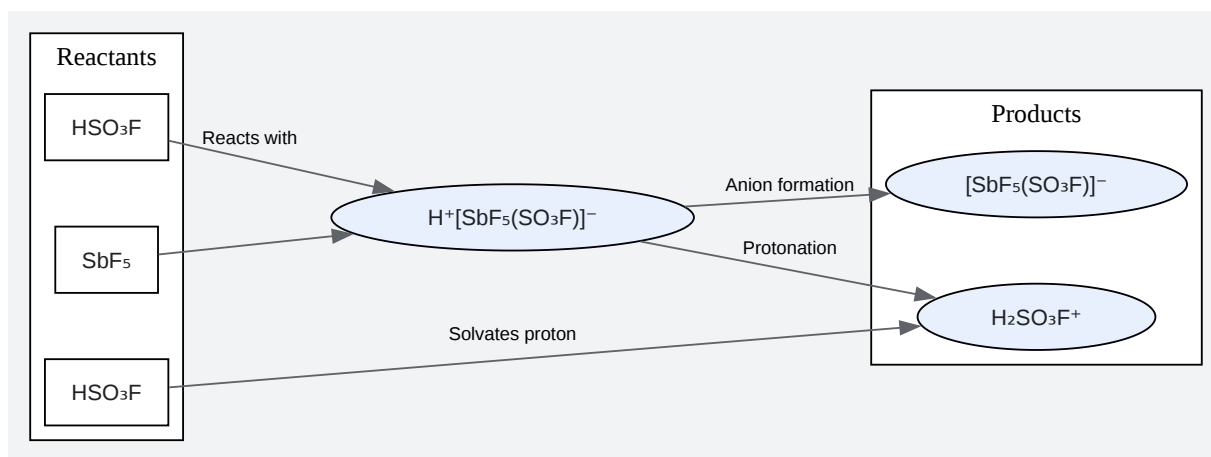 Reactants
HSO₃F
SbF₅
HSO₃F
Reacts with
H⁺[SbF₅(SO₃F)]⁻
Solvates proton
Anion formation
Protonation
Products
[SbF₅(SO₃F)]⁻
H₂SO₃F⁺